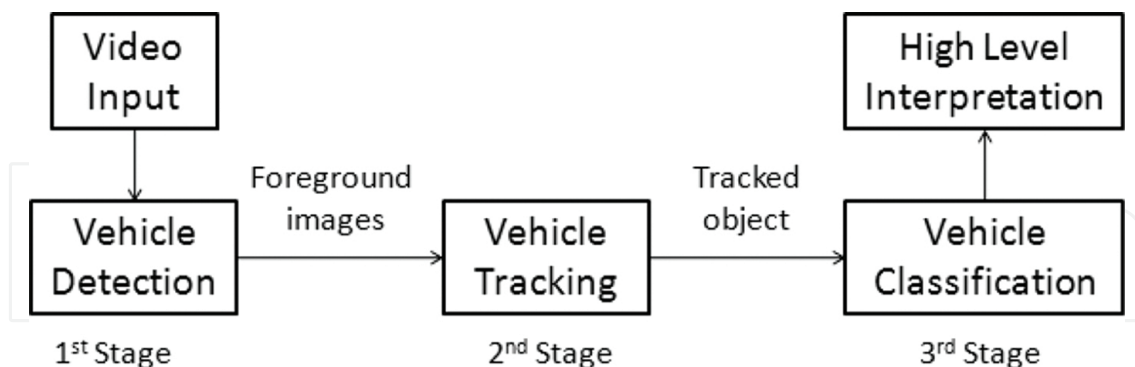 Video
Input
High Level
Interpretation
Foreground
images
Tracked
object
Vehicle
Detection
Vehicle
Tracking
Vehicle
Classification
1st Stage
2nd Stage
3rd Stage